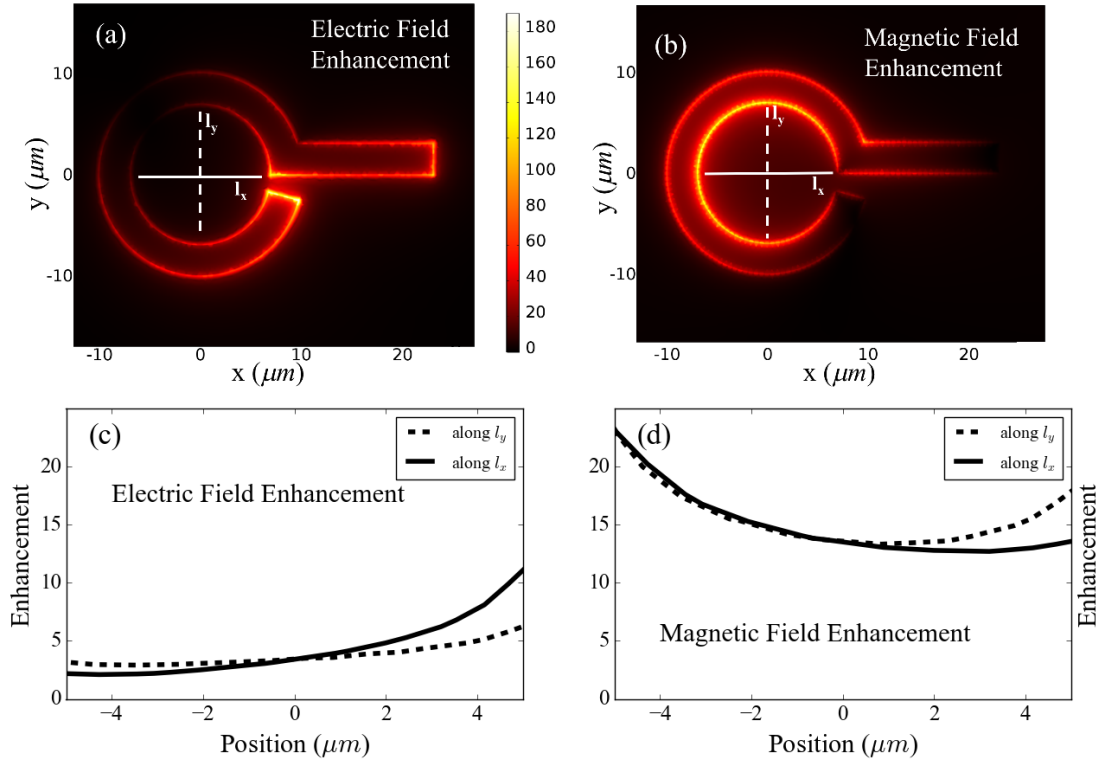 (a)
Electric Field
Enhancement
l_y
l_x
10
0
-10
y (μm)
-10
0
10
20
x (μm)
180
160
140
120
100
80
60
40
20
0
(b)
Magnetic Field
Enhancement
l_y
l_x
10
0
-10
y (μm)
-10
0
10
20
x (μm)
(c)
along l_y
along l_x
Electric Field Enhancement
Enhancement
20
15
10
5
0
−4
−2
0
2
4
Position (μm)
(d)
along l_y
along l_x
Magnetic Field Enhancement
Enhancement
20
15
10
5
0
−4
−2
0
2
4
Position (μm)